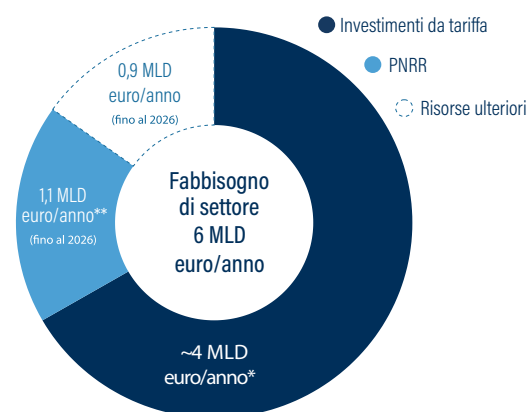 Investimenti da tariffa
PNRR
Risorse ulteriori
0,9 MLD
euro/anno
(fino al 2026)
1,1 MLD
euro/anno**
(fino al 2026)
Fabbisogno
di settore
6 MLD
euro/anno
~4 MLD
euro/anno*